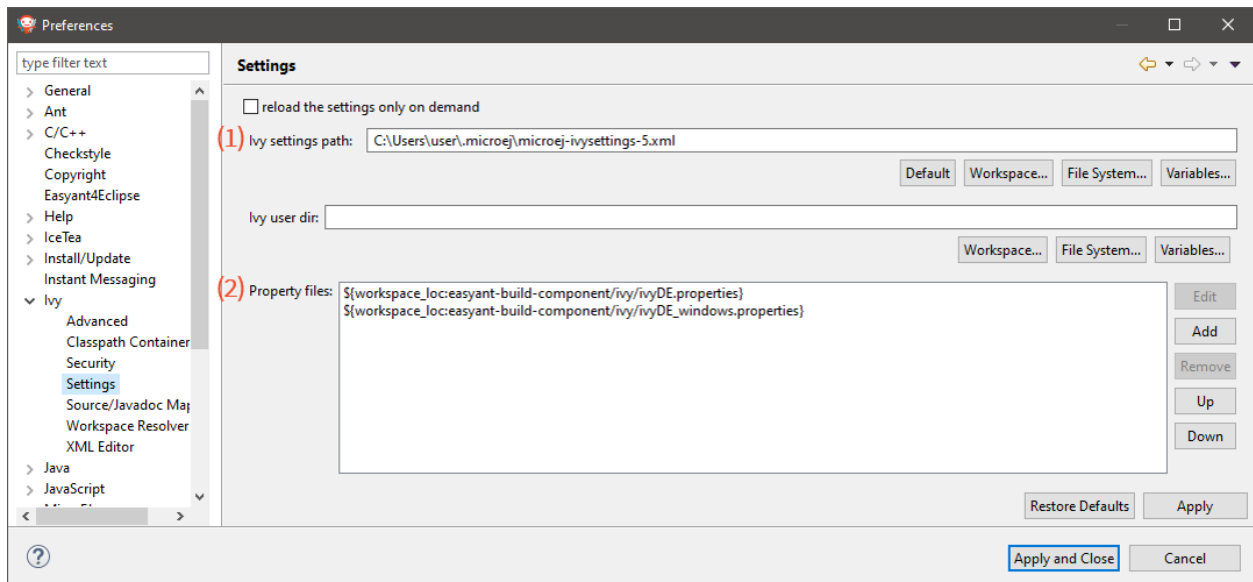 Preferences
type filter text
General
Ant
C/C++
Checkstyle
Copyright
Easyant4Eclipse
Help
IceTea
Install/Update
Instant Messaging
Ivy
Advanced
Classpath Container
Security
Settings
Source/Javadoc Map
Workspace Resolver
XML Editor
Java
JavaScript
Settings
reload the settings only on demand
(1) Ivy settings path: C:\Users\user\.microej\microej-ivysettings-5.xml
Default Workspace... File System... Variables...
Ivy user dir:
Workspace... File System... Variables...
(2) Property files: ${workspace_loc:easyant-build-component/ivy/ivyDE.properties}
${workspace_loc:easyant-build-component/ivy/ivyDE_windows.properties}
Edit
Add
Remove
Up
Down
Restore Defaults Apply
? Apply and Close Cancel